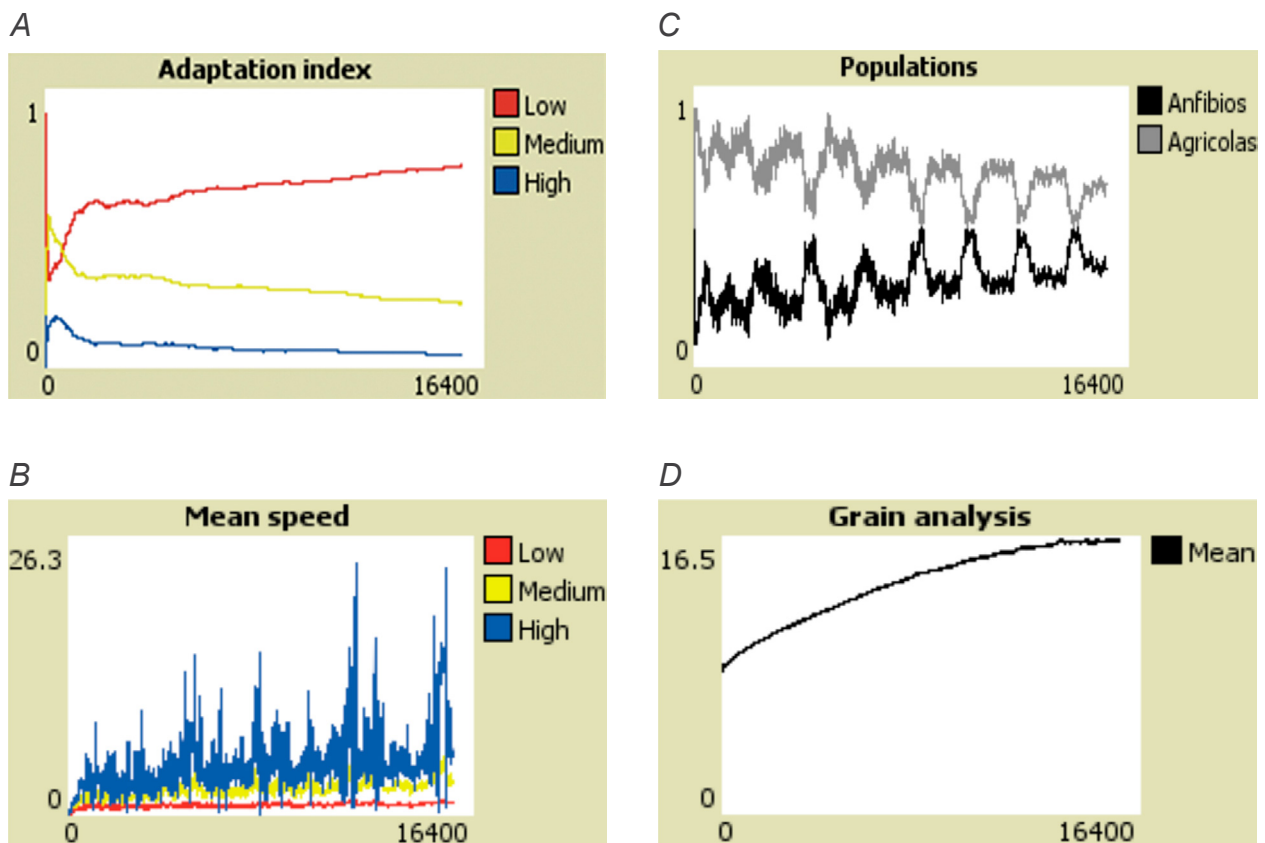 A
Adaptation index
1
0
0
16400
Low
Medium
High
C
Populations
1
0
0
16400
Anfibios
Agricolas
B
Mean speed
26.3
0
0
16400
Low
Medium
High
D
Grain analysis
16.5
0
0
16400
Mean